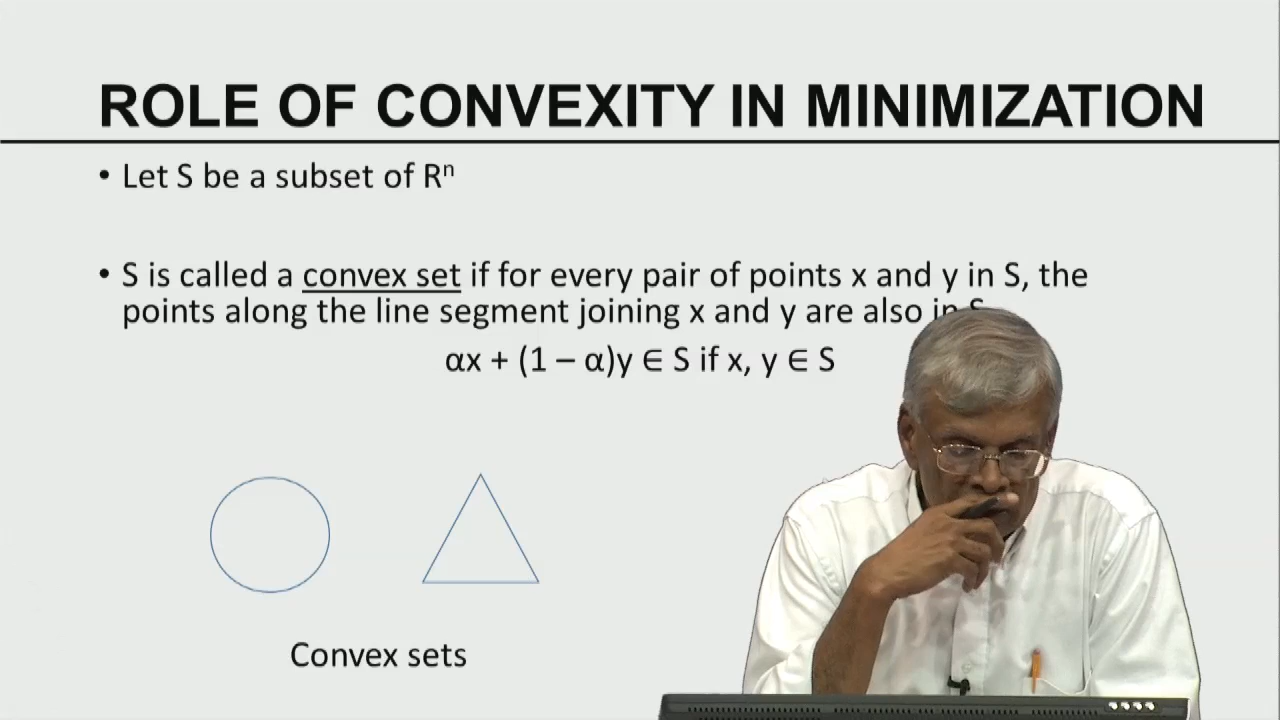 ROLE OF CONVEXITY IN MINIMIZATION
• Let S be a subset of Rⁿ
• S is called a convex set if for every pair of points x and y in S, the
points along the line segment joining x and y are also in S
αx + (1 – α)y ∈ S if x, y ∈ S
Convex sets